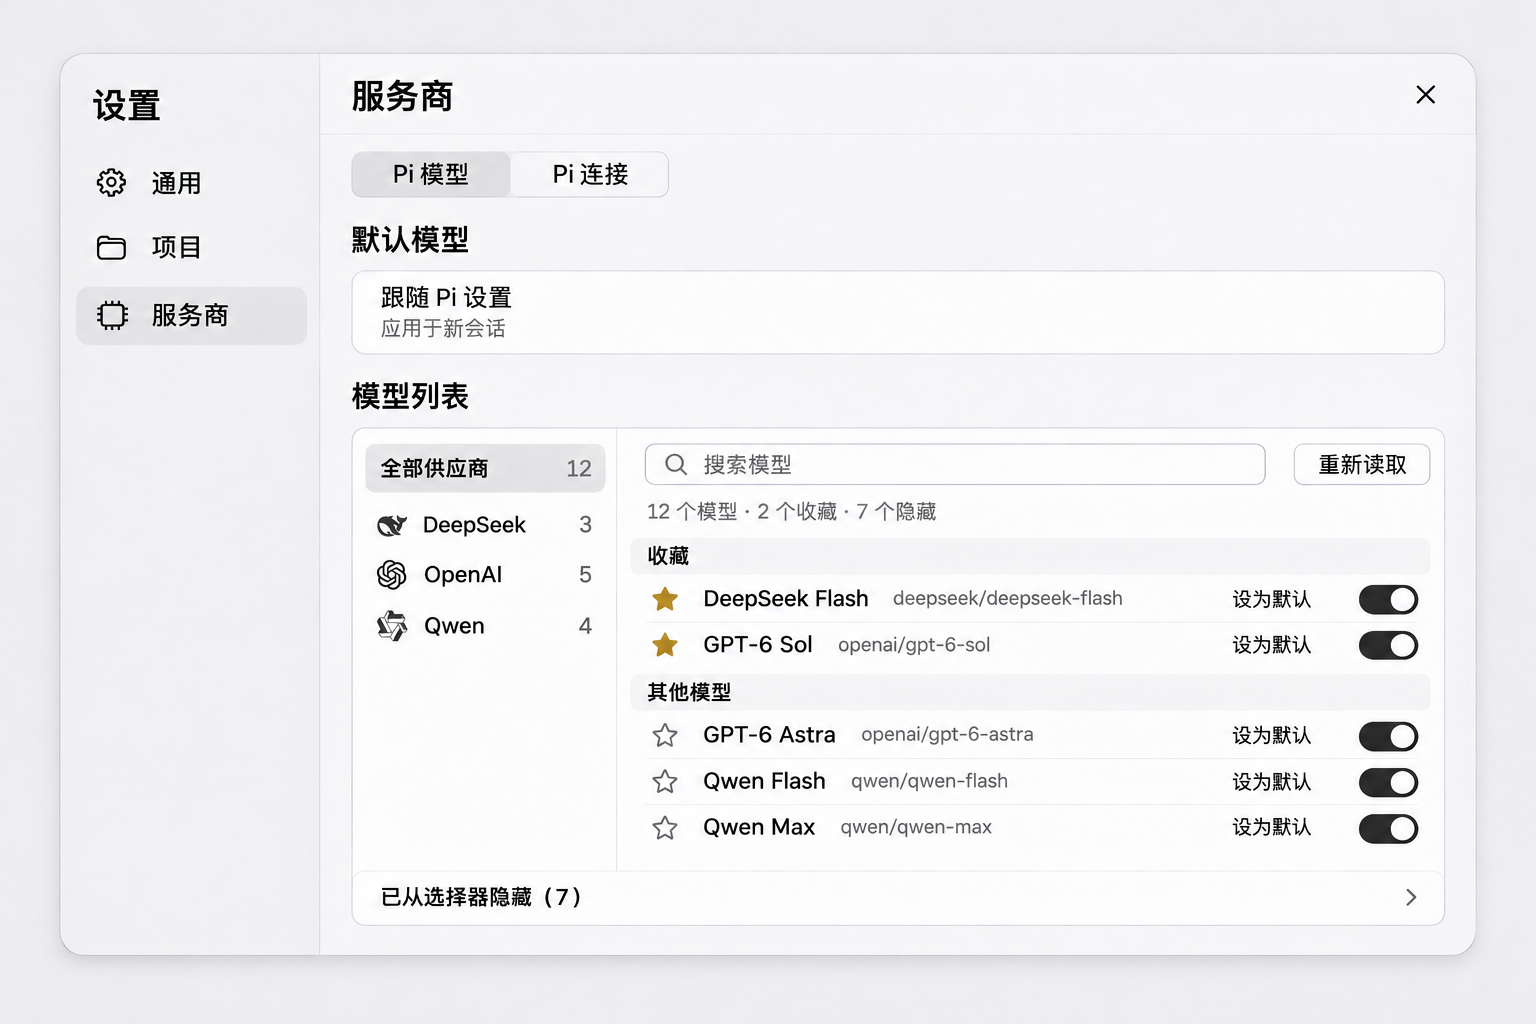 设置
通用
项目
服务商
服务商
Pi 模型
Pi 连接
默认模型
跟随 Pi 设置
应用于新会话
模型列表
全部供应商 12
DeepSeek 3
OpenAI 5
Qwen 4
搜索模型
重新读取
12 个模型 · 2 个收藏 · 7 个隐藏
收藏
DeepSeek Flash deepseek/deepseek-flash 设为默认
GPT-6 Sol openai/gpt-6-sol 设为默认
其他模型
GPT-6 Astra openai/gpt-6-astra 设为默认
Qwen Flash qwen/qwen-flash 设为默认
Qwen Max qwen/qwen-max 设为默认
已从选择器隐藏（7）